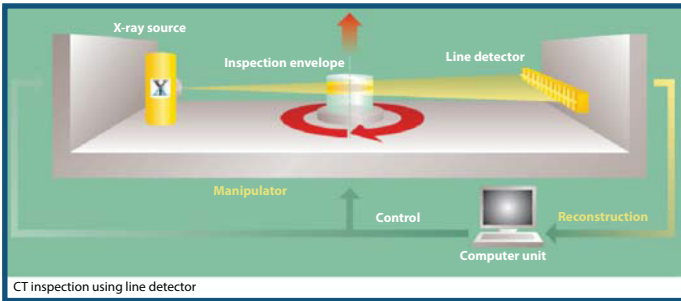 X-ray source
Inspection envelope
Line detector
X
Manipulator
Control
Reconstruction
Computer unit
CT inspection using line detector